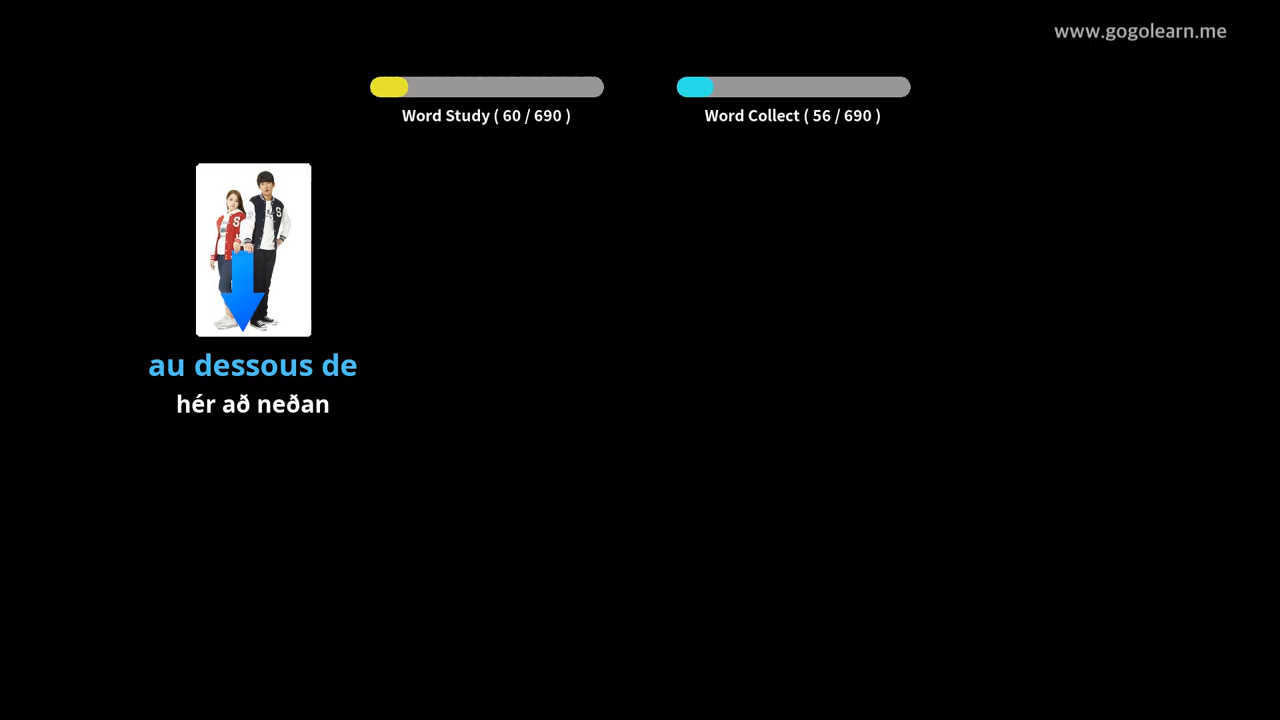 www.gogolearn.me
Word Study ( 60 / 690 )
Word Collect ( 56 / 690 )
S
S
au dessous de
hér að neðan